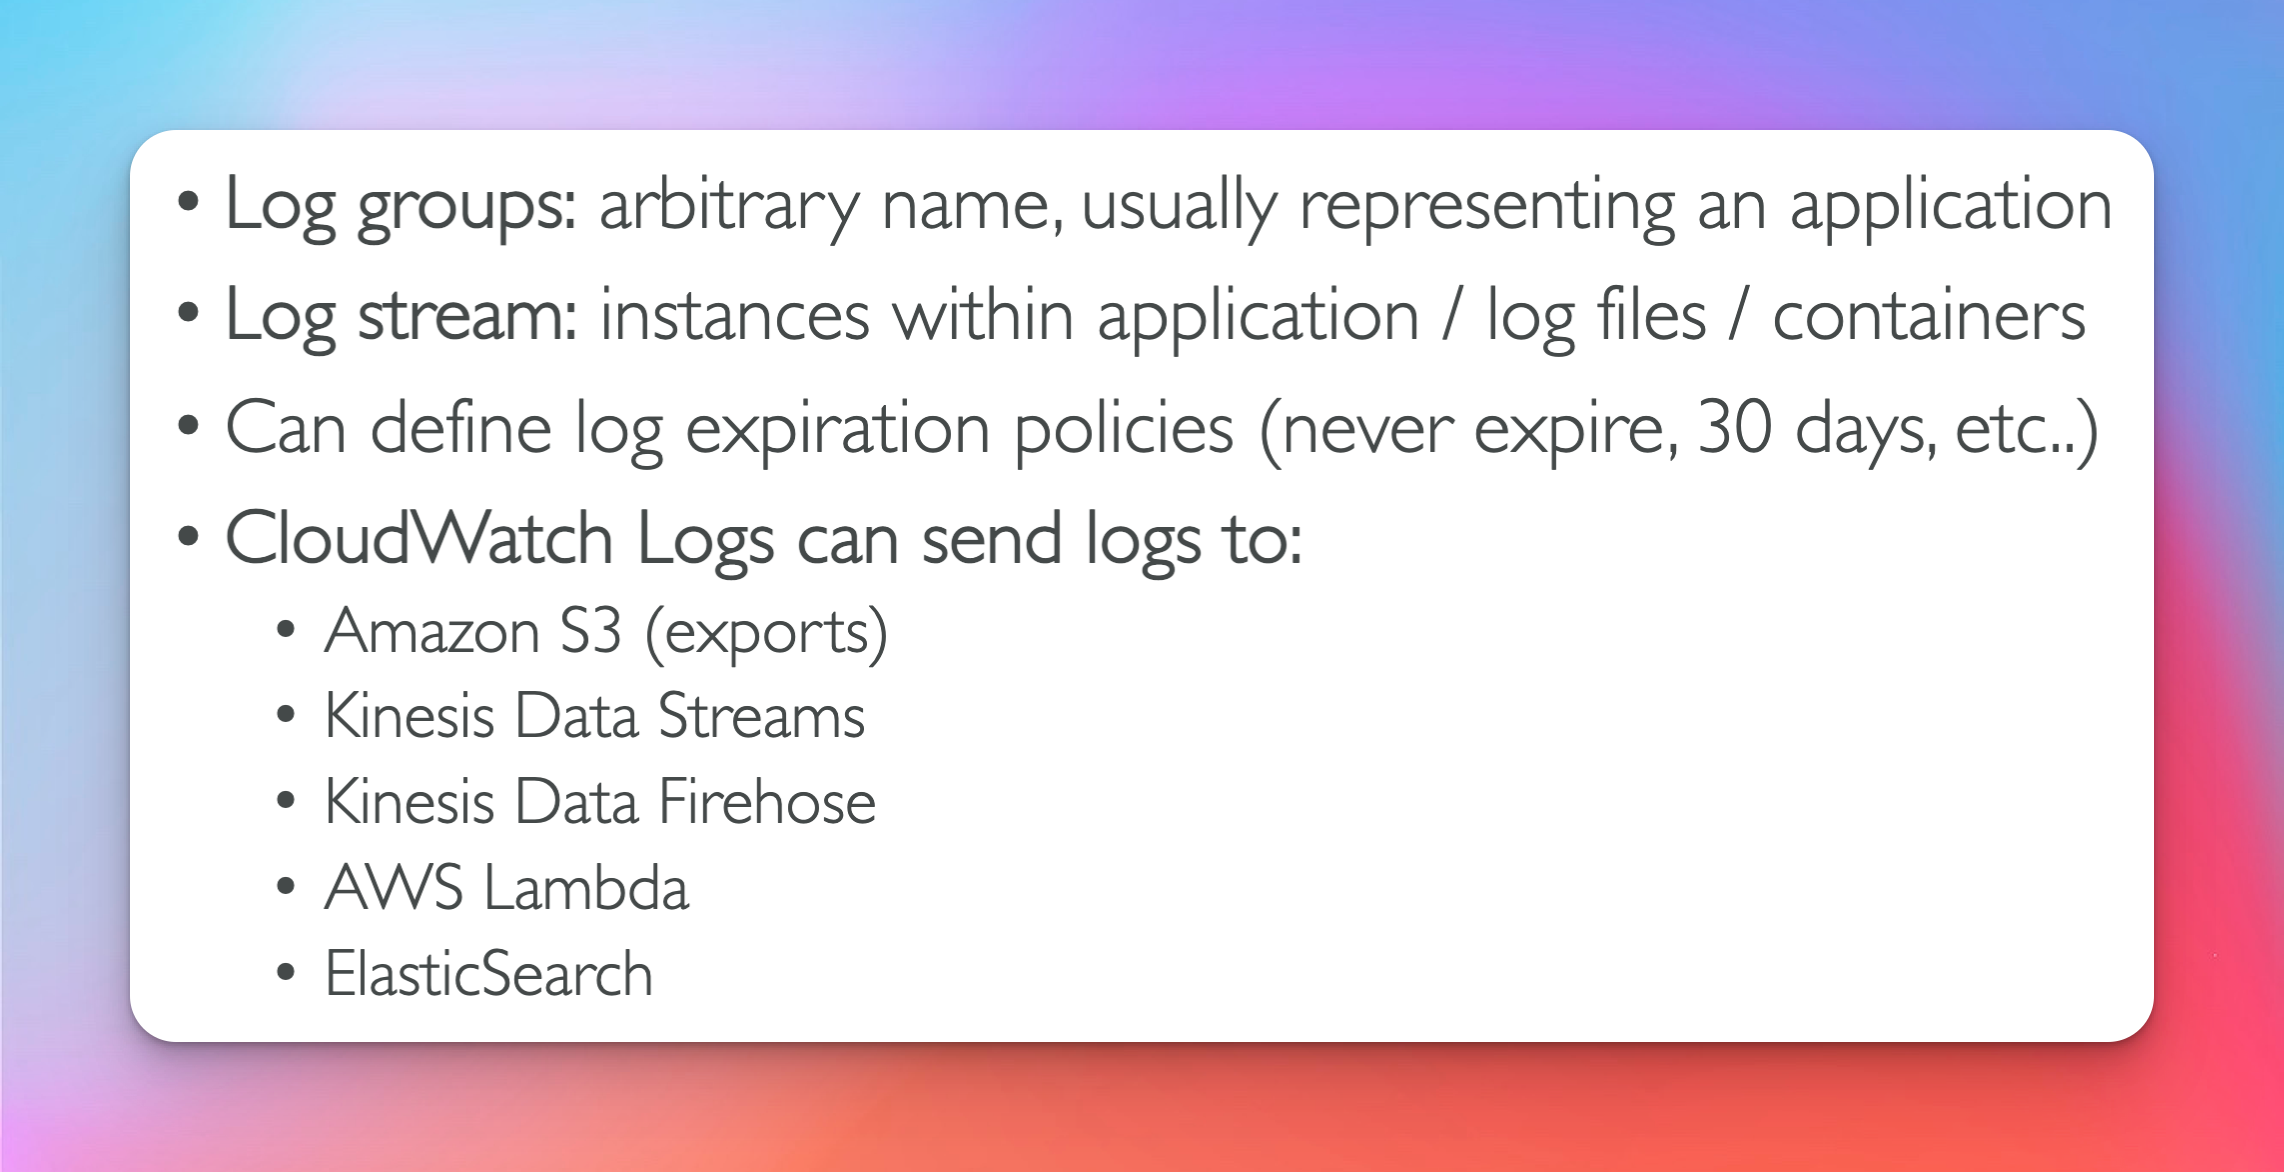 • Log groups: arbitrary name, usually representing an application
• Log stream: instances within application / log files / containers
• Can define log expiration policies (never expire, 30 days, etc..)
• CloudWatch Logs can send logs to:
• Amazon S3 (exports)
• Kinesis Data Streams
• Kinesis Data Firehose
• AWS Lambda
• ElasticSearch